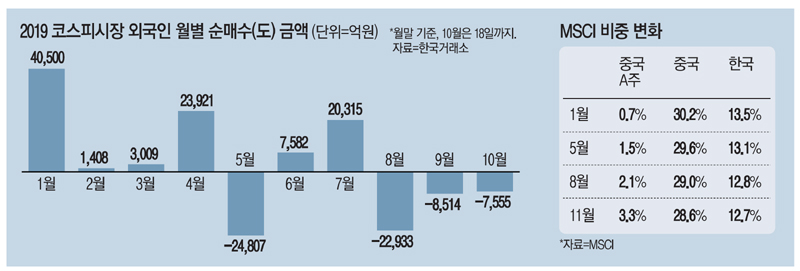 2019 코스피시장 외국인 월별 순매수(도) 금액 (단위=억원)
*월말 기준, 10월은 18일까지.
자료=한국거래소
40,500
1,408
3,009
23,921
5월
7,582
20,315
8월
9월
10월
1월
2월
3월
4월
-24,807
6월
7월
-22,933
-8,514
-7,555
MSCI 비중 변화
중국 A주 중국 한국
1월 0.7% 30.2% 13.5%
5월 1.5% 29.6% 13.1%
8월 2.1% 29.0% 12.8%
11월 3.3% 28.6% 12.7%
*자료=MSCI